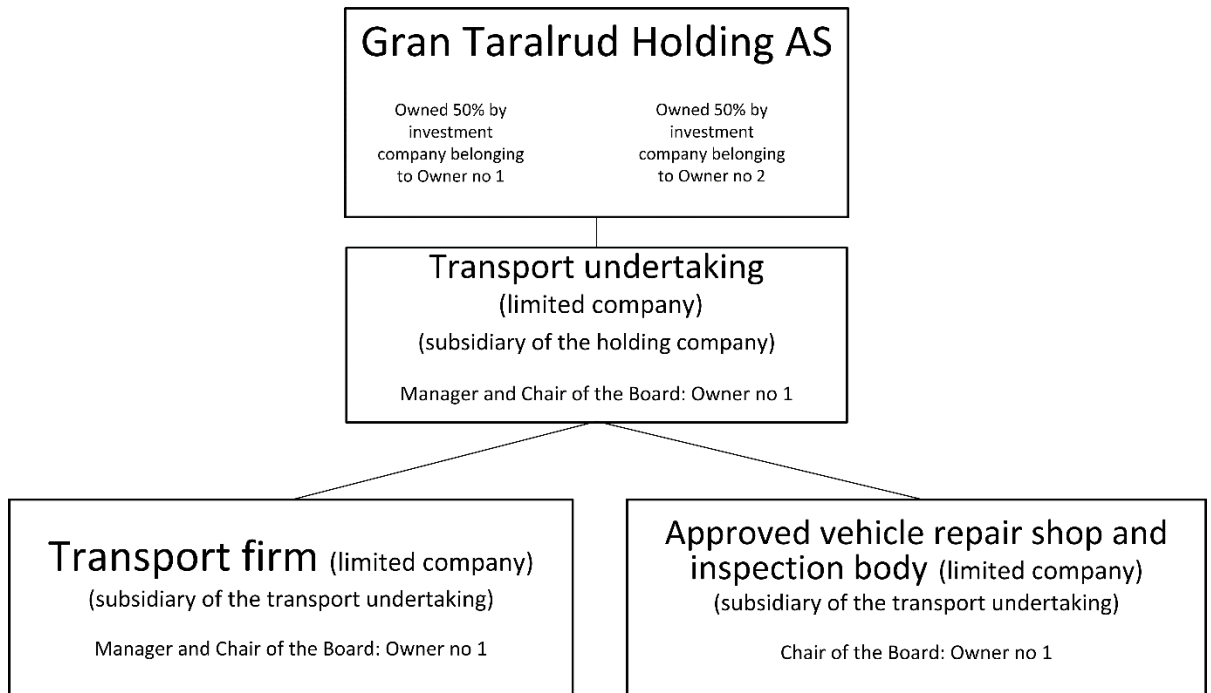 Gran Taralrud Holding AS
Owned 50% by
investment
company belonging
to Owner no 1
Owned 50% by
investment
company belonging
to Owner no 2
Transport undertaking
(limited company)
(subsidiary of the holding company)
Manager and Chair of the Board: Owner no 1
Transport firm (limited company)
(subsidiary of the transport undertaking)
Manager and Chair of the Board: Owner no 1
Approved vehicle repair shop and
inspection body (limited company)
(subsidiary of the transport undertaking)
Chair of the Board: Owner no 1